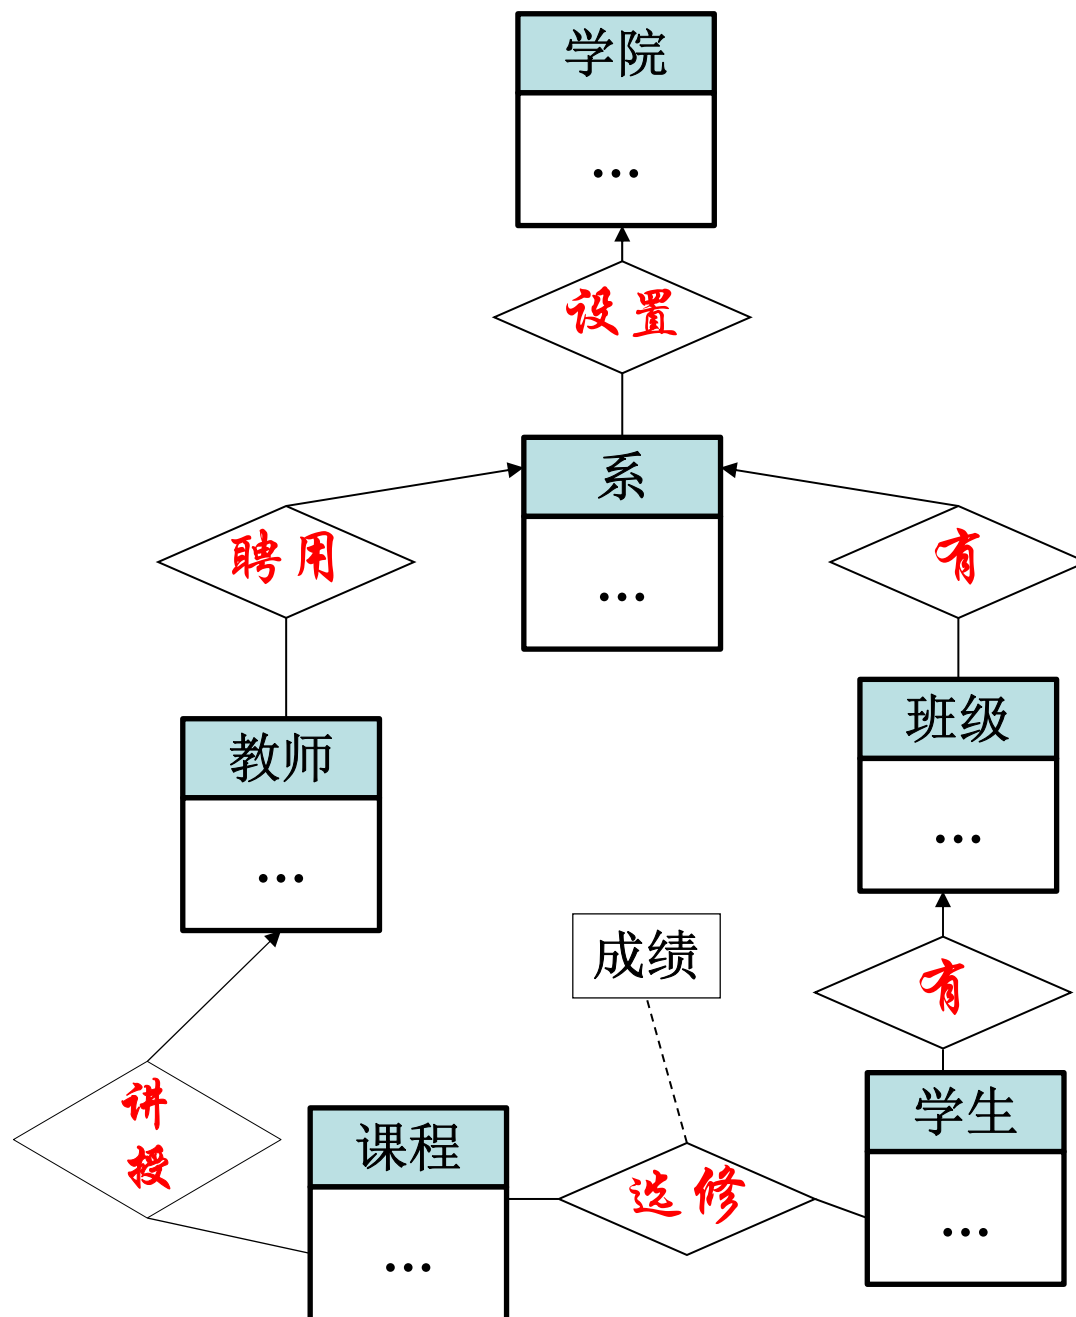 学院
…
设置
系
…
聘用
有
教师
…
班级
…
成绩
有
讲
授
课程
…
选修
学生
…